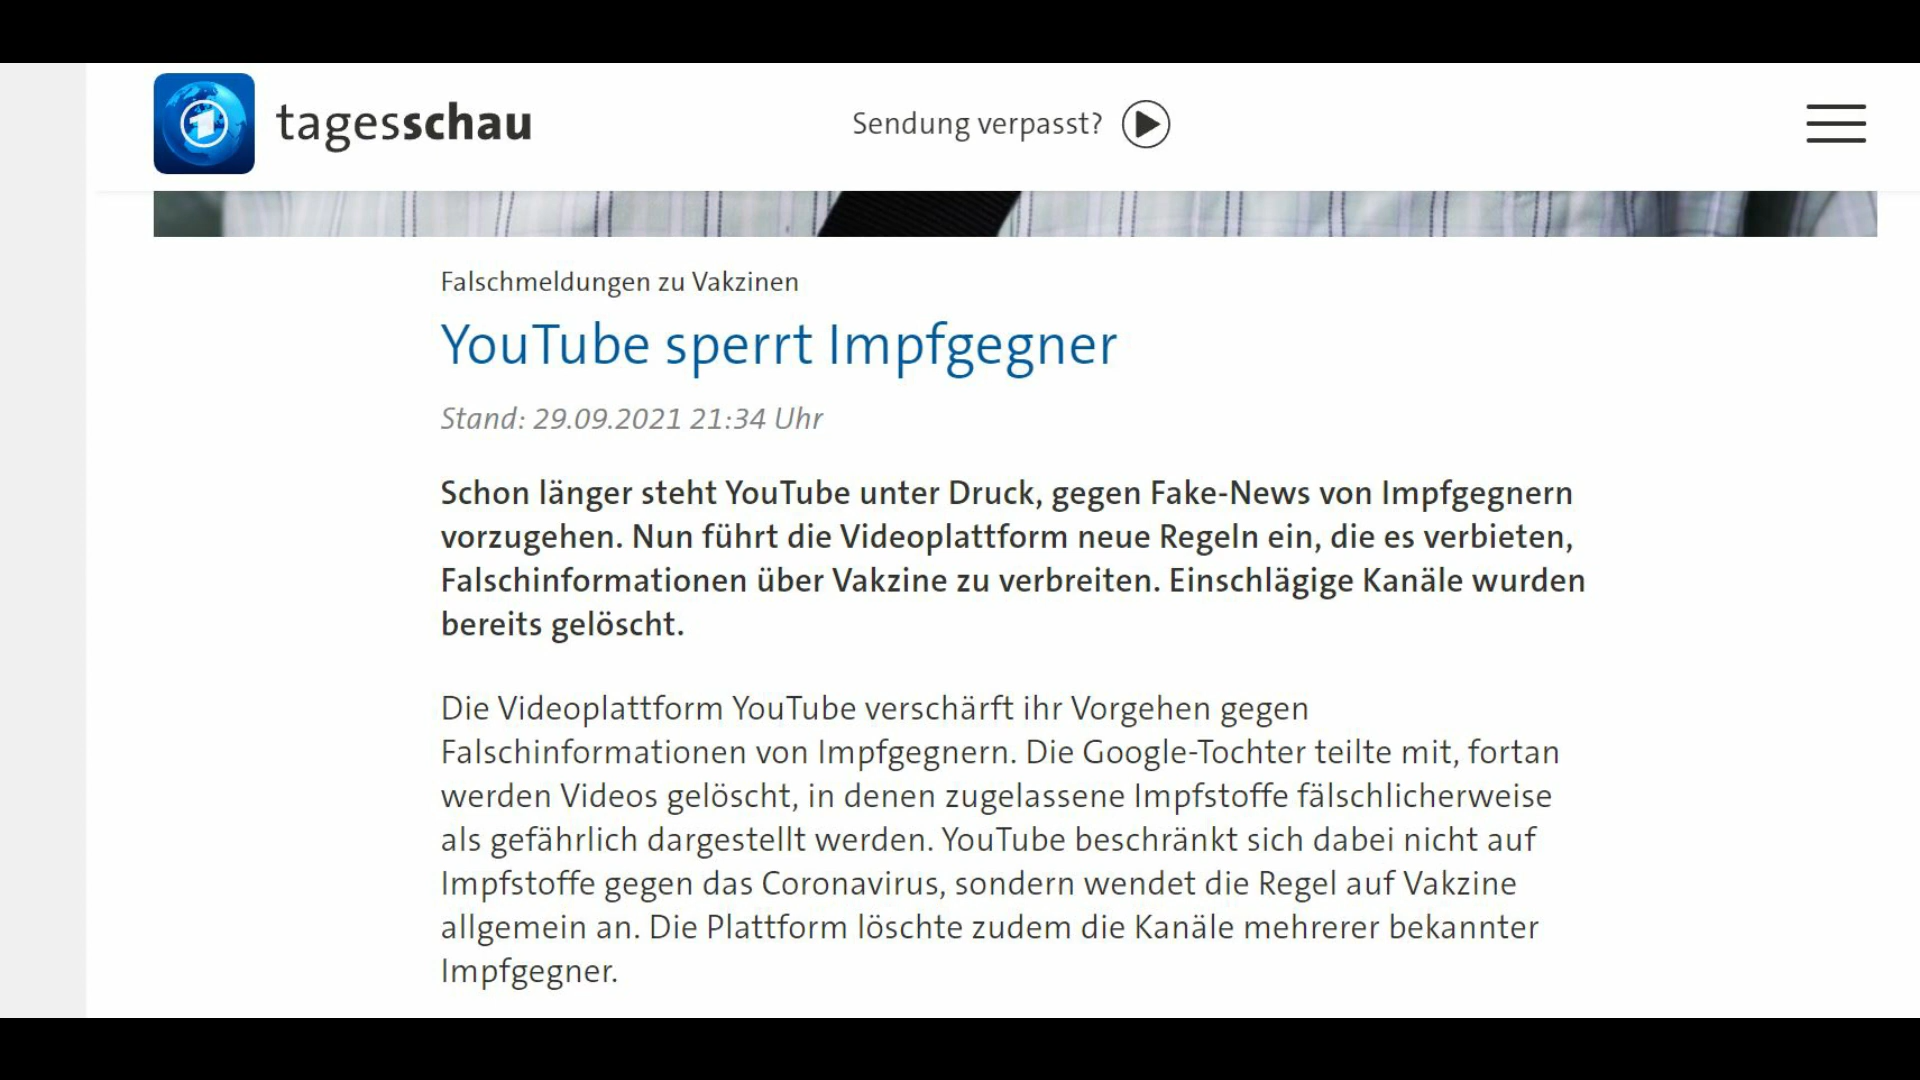 tagesschau
Sendung verpasst?
Falschmeldungen zu Vakzinen
YouTube sperrt Impfgegner
Stand: 29.09.2021 21:34 Uhr
Schon länger steht YouTube unter Druck, gegen Fake-News von Impfgegnern
vorzugehen. Nun führt die Videoplattform neue Regeln ein, die es verbieten,
Falschinformationen über Vakzine zu verbreiten. Einschlägige Kanäle wurden
bereits gelöscht.
Die Videoplattform YouTube verschärft ihr Vorgehen gegen
Falschinformationen von Impfgegnern. Die Google-Tochter teilte mit, fortan
werden Videos gelöscht, in denen zugelassene Impfstoffe fälschlicherweise
als gefährlich dargestellt werden. YouTube beschränkt sich dabei nicht auf
Impfstoffe gegen das Coronavirus, sondern wendet die Regel auf Vakzine
allgemein an. Die Plattform löschte zudem die Kanäle mehrerer bekannter
Impfgegner.